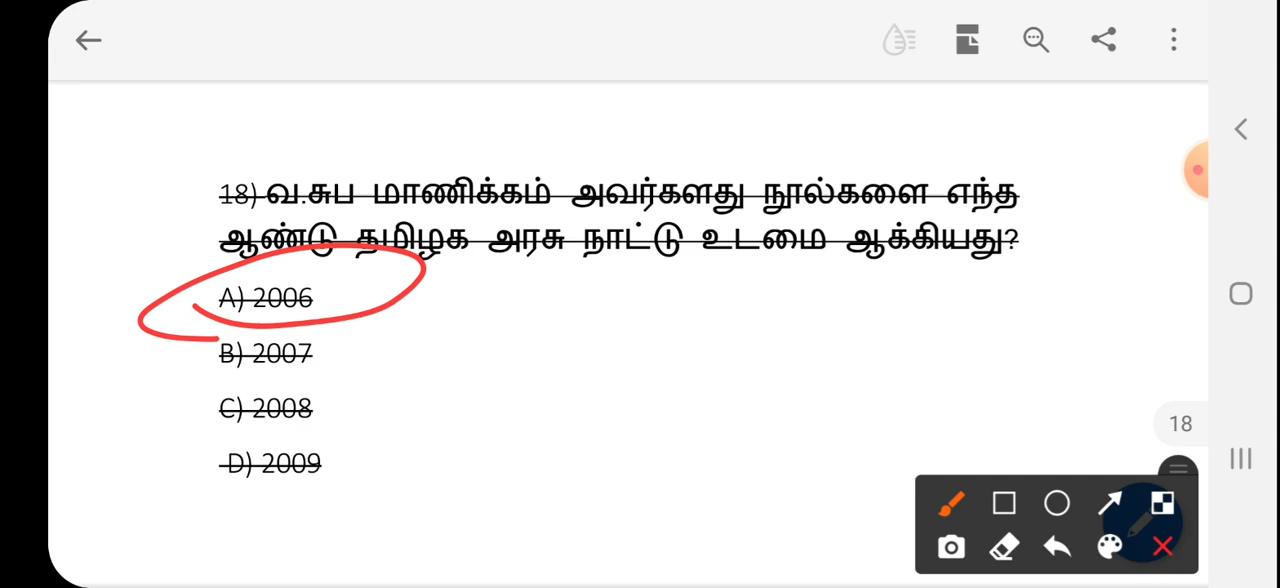 18) வ.சுப மாணிக்கம் அவர்களது நூல்களை எந்த
ஆண்டு தமிழக அரசு நாட்டு உடமை ஆக்கியது?
A) 2006
B) 2007
C) 2008
D) 2009
18